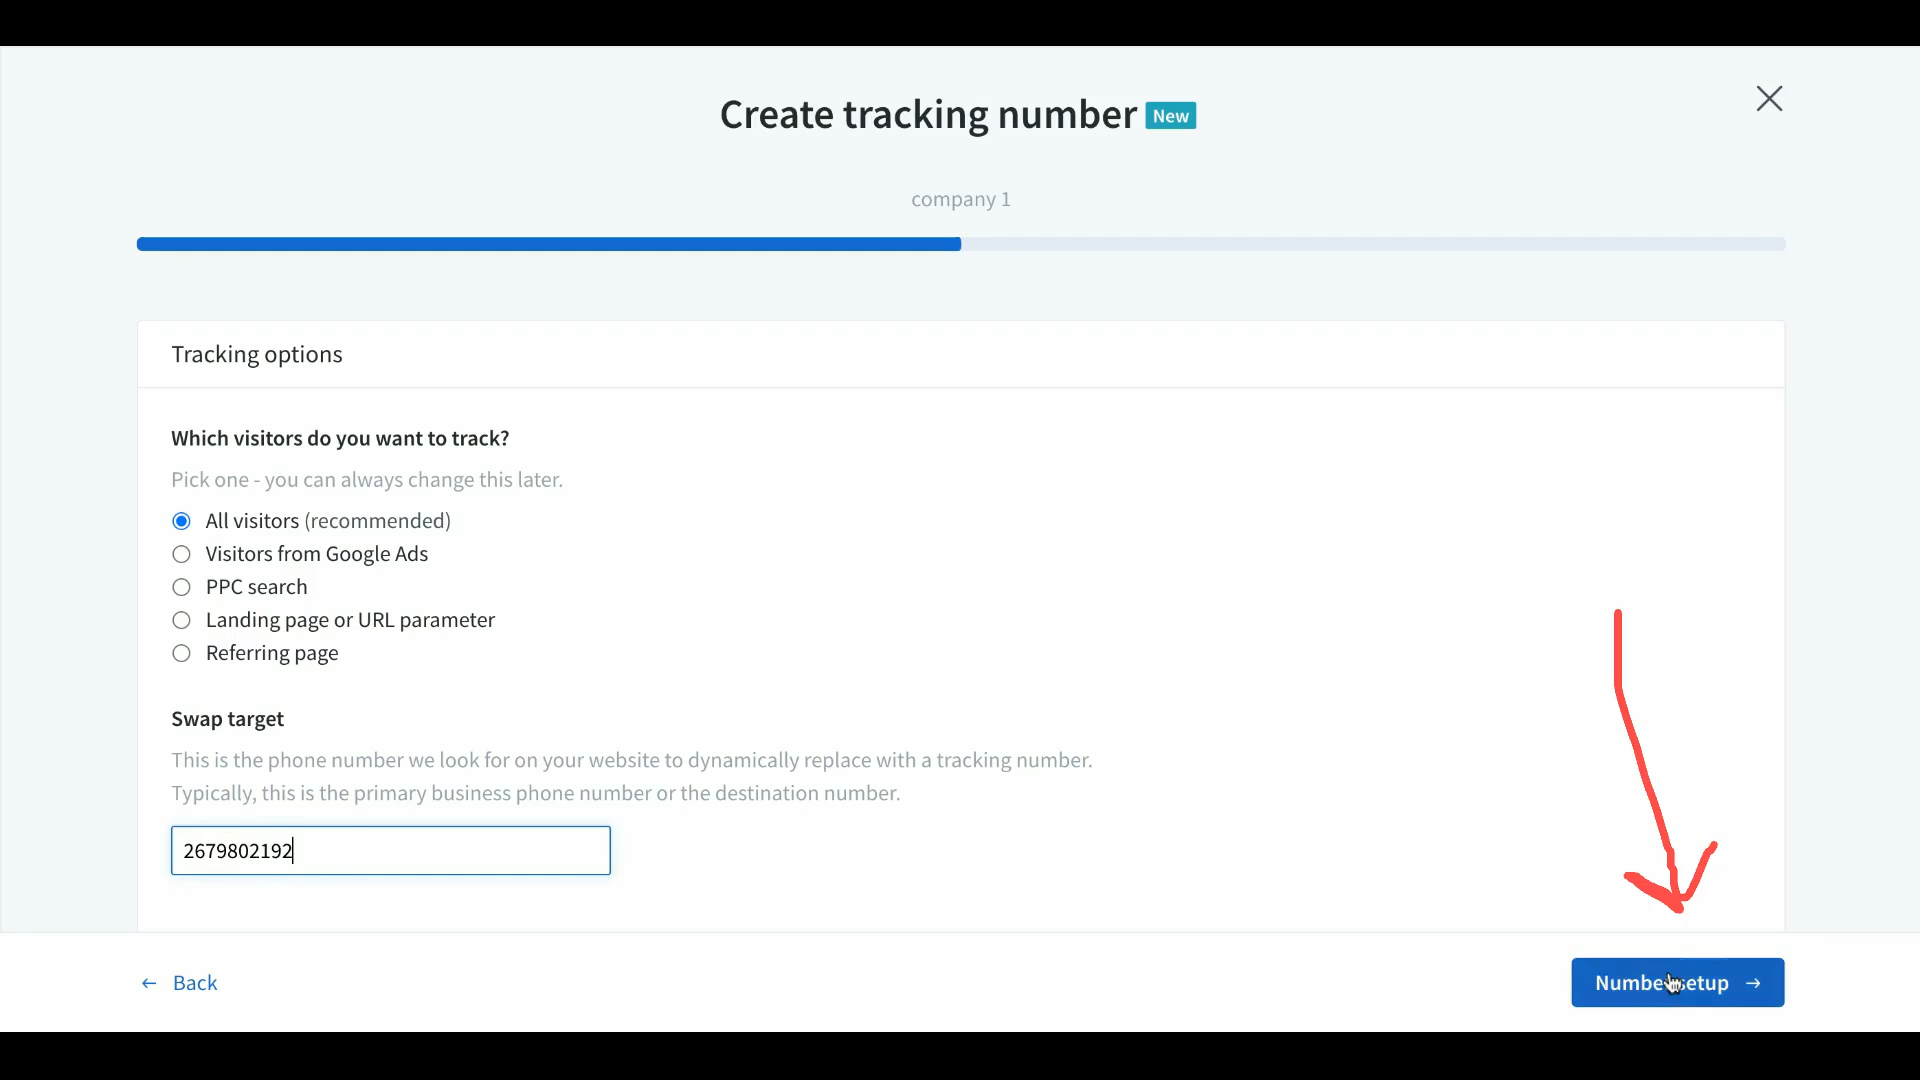 Create tracking number New
company 1
Tracking options
Which visitors do you want to track?
Pick one - you can always change this later.
All visitors (recommended)
Visitors from Google Ads
PPC search
Landing page or URL parameter
Referring page
Swap target
This is the phone number we look for on your website to dynamically replace with a tracking number.
Typically, this is the primary business phone number or the destination number.
2679802192
← Back
Number setup →